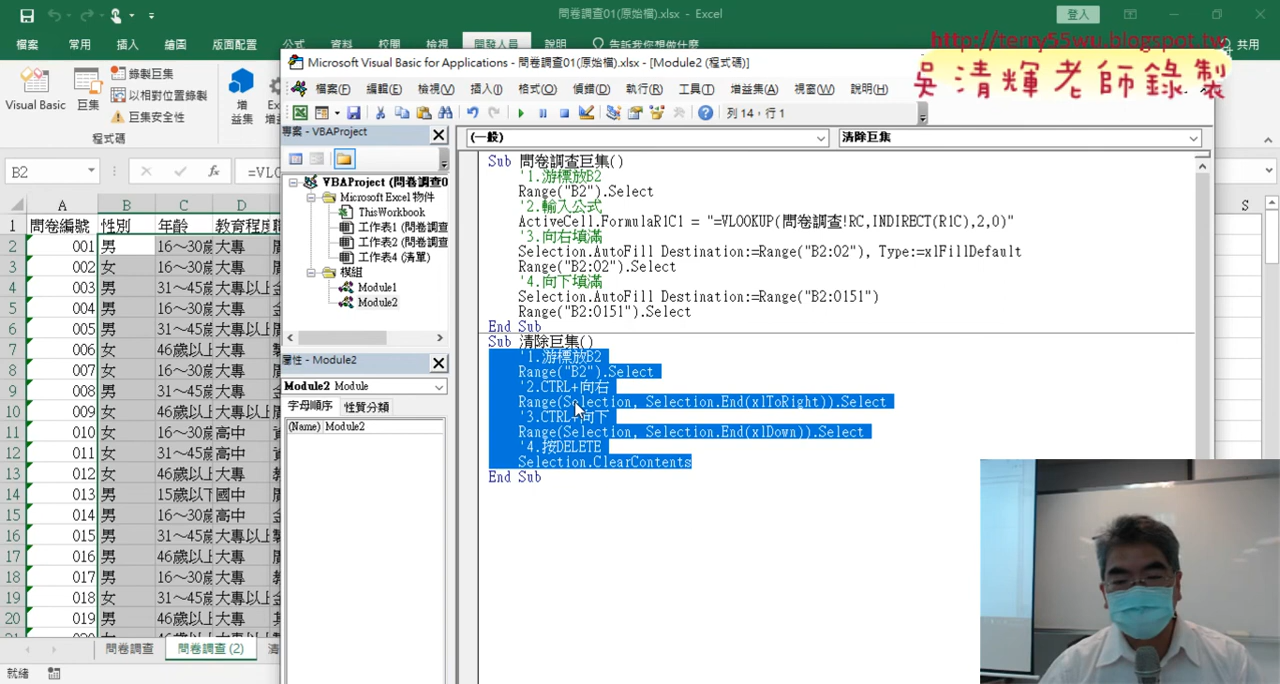 問卷調查01(原始檔).xlsx - Excel
登入
檔案 常用 插入 繪圖 版面配置 公式 資料 校閱 檢視 開發人員 說明 告訴我您想做什麼 共用
http://terry55wu.blogspot.tw
吳清輝老師錄製
Visual Basic 巨集 錄製巨集 以相對位置錄製 巨集安全性
增益集
程式碼
B2 =VLO
Microsoft Visual Basic for Applications - 問卷調查01(原始檔).xlsx - [Module2 (程式碼)]
檔案(F) 編輯(E) 檢視(V) 插入(I) 格式(O) 偵錯(D) 執行(R) 工具(T) 增益集(A) 視窗(W) 說明(H)
列 14，行 1
專案 - VBAProject
VBAProject (問卷調查0
Microsoft Excel 物件
ThisWorkbook
工作表1 (問卷調查
工作表2 (問卷調查
工作表4 (清單)
模組
Module1
Module2
屬性 - Module2
Module2 Module
字母順序 性質分類
(Name) Module2
(一般) 清除巨集
Sub 問卷調查巨集()
'1.游標放B2
Range("B2").Select
'2.輸入公式
ActiveCell.FormulaR1C1 = "=VLOOKUP(問卷調查!RC,INDIRECT(R1C),2,0)"
'3.向右填滿
Selection.AutoFill Destination:=Range("B2:O2"), Type:=xlFillDefault
Range("B2:O2").Select
'4.向下填滿
Selection.AutoFill Destination:=Range("B2:O151")
Range("B2:O151").Select
End Sub
Sub 清除巨集()
'1.游標放B2
Range("B2").Select
'2.CTRL+向右
Range(Selection, Selection.End(xlToRight)).Select
'3.CTRL+向下
Range(Selection, Selection.End(xlDown)).Select
'4.按DELETE
Selection.ClearContents
End Sub
A B C D S
1 問卷編號 性別 年齡 教育程度
2 001 男 16～30歲 大專
3 002 女 16～30歲 大專
4 003 男 31～45歲 大專以上
5 004 男 16～30歲 大專
6 005 男 31～45歲 大專以上
7 006 女 46歲以上 大專
8 007 女 16～30歲 大專
9 008 男 31～45歲 大專以上
10 009 女 46歲以上 大專
11 010 女 46歲以上 高中
12 011 女 31～45歲 高中
13 012 女 46歲以上 大專
14 013 男 15歲以下 國中
15 014 男 16～30歲 高中
16 015 男 31～45歲 大專以上
17 016 女 46歲以上 大專
18 017 男 16～30歲 大專
19 018 女 31～45歲 大專以上
20 019 男 46歲以上 大專
問卷調查 問卷調查 (2) 清
就緒